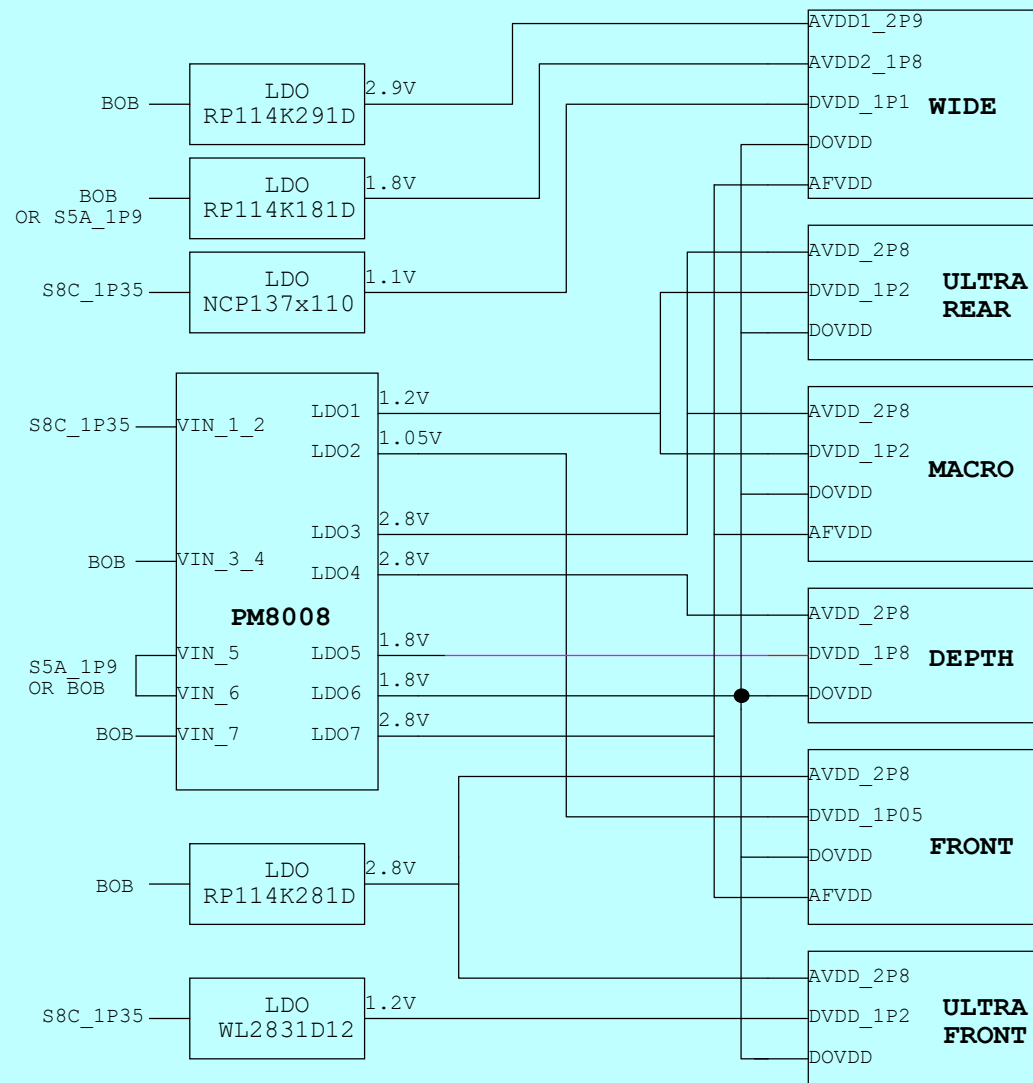 BOB
LDO
RP114K291D
2.9V
BOB
OR S5A_1P9
LDO
RP114K181D
1.8V
S8C_1P35
LDO
NCP137x110
1.1V
S8C_1P35
BOB
S5A_1P9
OR BOB
BOB
VIN_1_2
VIN_3_4
PM8008
VIN_5
VIN_6
VIN_7
LDO1
LDO2
LDO3
LDO4
LDO5
LDO6
LDO7
1.2V
1.05V
2.8V
2.8V
1.8V
1.8V
2.8V
BOB
LDO
RP114K281D
2.8V
S8C_1P35
LDO
WL2831D12
1.2V
AVDD1_2P9
AVDD2_1P8
DVDD_1P1
DOVDD
AFVDD
WIDE
AVDD_2P8
DVDD_1P2
DOVDD
ULTRA
REAR
AVDD_2P8
DVDD_1P2
DOVDD
AFVDD
MACRO
AVDD_2P8
DVDD_1P8
DOVDD
DEPTH
AVDD_2P8
DVDD_1P05
DOVDD
AFVDD
FRONT
AVDD_2P8
DVDD_1P2
DOVDD
ULTRA
FRONT